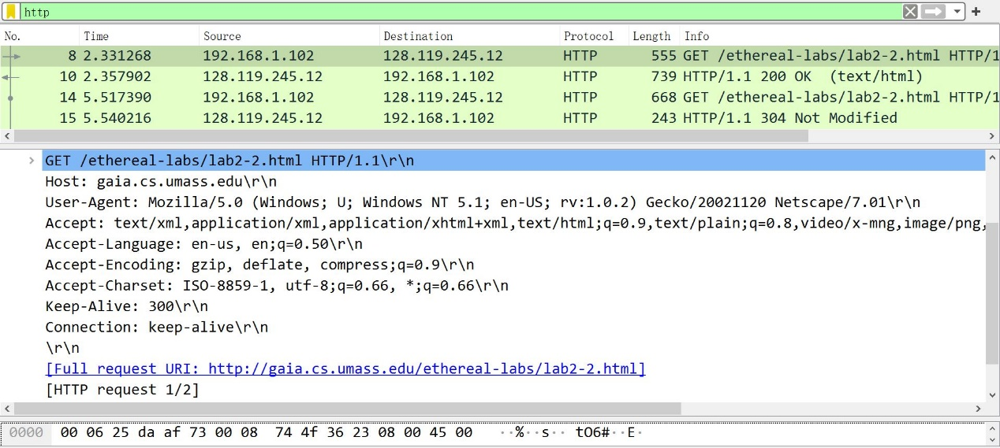 http
No. Time Source Destination Protocol Length Info
8 2.331268 192.168.1.102 128.119.245.12 HTTP 555 GET /ethereal-labs/lab2-2.html HTTP/1
10 2.357902 128.119.245.12 192.168.1.102 HTTP 739 HTTP/1.1 200 OK (text/html)
14 5.517390 192.168.1.102 128.119.245.12 HTTP 668 GET /ethereal-labs/lab2-2.html HTTP/1
15 5.540216 128.119.245.12 192.168.1.102 HTTP 243 HTTP/1.1 304 Not Modified
GET /ethereal-labs/lab2-2.html HTTP/1.1\r\n
Host: gaia.cs.umass.edu\r\n
User-Agent: Mozilla/5.0 (Windows; U; Windows NT 5.1; en-US; rv:1.0.2) Gecko/20021120 Netscape/7.01\r\n
Accept: text/xml,application/xml,application/xhtml+xml,text/html;q=0.9,text/plain;q=0.8,video/x-mng,image/png,
Accept-Language: en-us, en;q=0.50\r\n
Accept-Encoding: gzip, deflate, compress;q=0.9\r\n
Accept-Charset: ISO-8859-1, utf-8;q=0.66, *;q=0.66\r\n
Keep-Alive: 300\r\n
Connection: keep-alive\r\n
\r\n
[Full request URI: http://gaia.cs.umass.edu/ethereal-labs/lab2-2.html]
[HTTP request 1/2]
0000 00 06 25 da af 73 00 08 74 4f 36 23 08 00 45 00 ··%··s·· tO6#··E·